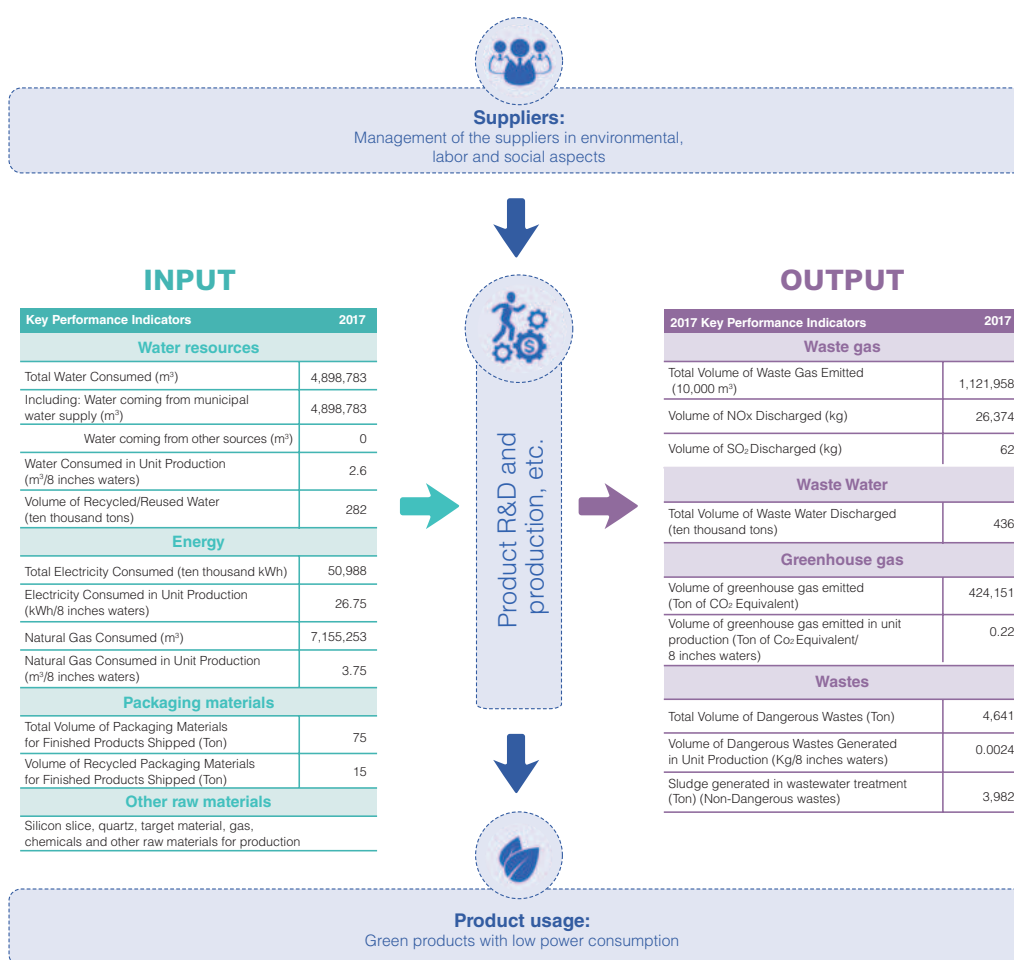 Suppliers:
Management of the suppliers in environmental,
labor and social aspects
INPUT
Key Performance Indicators 2017
Water resources
Total Water Consumed (m³) 4,898,783
Including: Water coming from municipal
water supply (m³) 4,898,783
Water coming from other sources (m³) 0
Water Consumed in Unit Production
(m³/8 inches waters) 2.6
Volume of Recycled/Reused Water
(ten thousand tons) 282
Energy
Total Electricity Consumed (ten thousand kWh) 50,988
Electricity Consumed in Unit Production
(kWh/8 inches waters) 26.75
Natural Gas Consumed (m³) 7,155,253
Natural Gas Consumed in Unit Production
(m³/8 inches waters) 3.75
Packaging materials
Total Volume of Packaging Materials
for Finished Products Shipped (Ton) 75
Volume of Recycled Packaging Materials
for Finished Products Shipped (Ton) 15
Other raw materials
Silicon slice, quartz, target material, gas,
chemicals and other raw materials for production
$
Product R&D and
production, etc.
OUTPUT
2017 Key Performance Indicators 2017
Waste gas
Total Volume of Waste Gas Emitted
(10,000 m³) 1,121,958
Volume of NOx Discharged (kg) 26,374
Volume of SO₂ Discharged (kg) 62
Waste Water
Total Volume of Waste Water Discharged
(ten thousand tons) 436
Greenhouse gas
Volume of greenhouse gas emitted
(Ton of CO₂ Equivalent) 424,151
Volume of greenhouse gas emitted in unit
production (Ton of Co₂ Equivalent/
8 inches waters) 0.22
Wastes
Total Volume of Dangerous Wastes (Ton) 4,641
Volume of Dangerous Wastes Generated
in Unit Production (Kg/8 inches waters) 0.0024
Sludge generated in wastewater treatment
(Ton) (Non-Dangerous wastes) 3,982
Product usage:
Green products with low power consumption